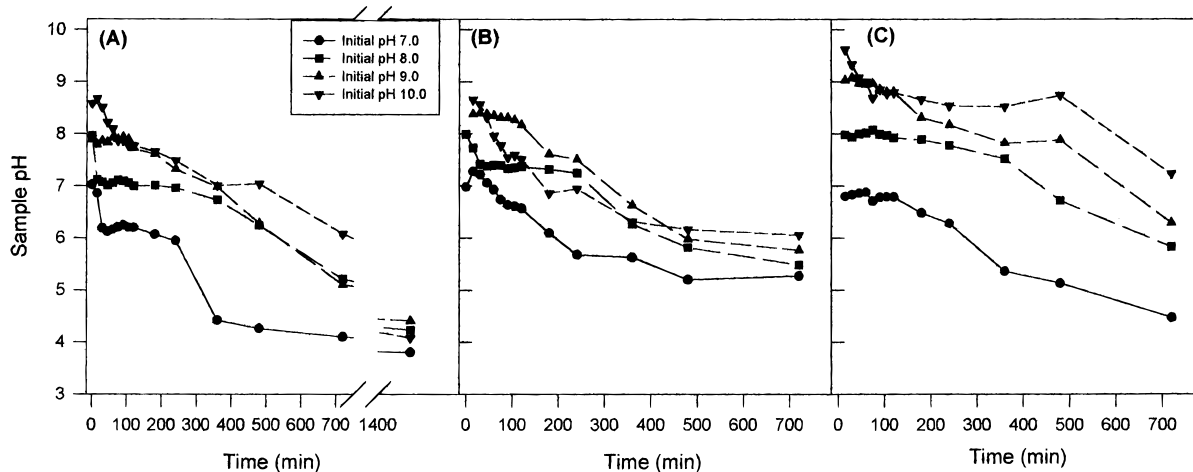 (A)
(B)
(C)
Initial pH 7.0
Initial pH 8.0
Initial pH 9.0
Initial pH 10.0
Sample pH
10
9
8
7
6
5
4
3
0 100 200 300 400 500 600 700 1400
0 100 200 300 400 500 600 700
0 100 200 300 400 500 600 700
Time (min)
Time (min)
Time (min)